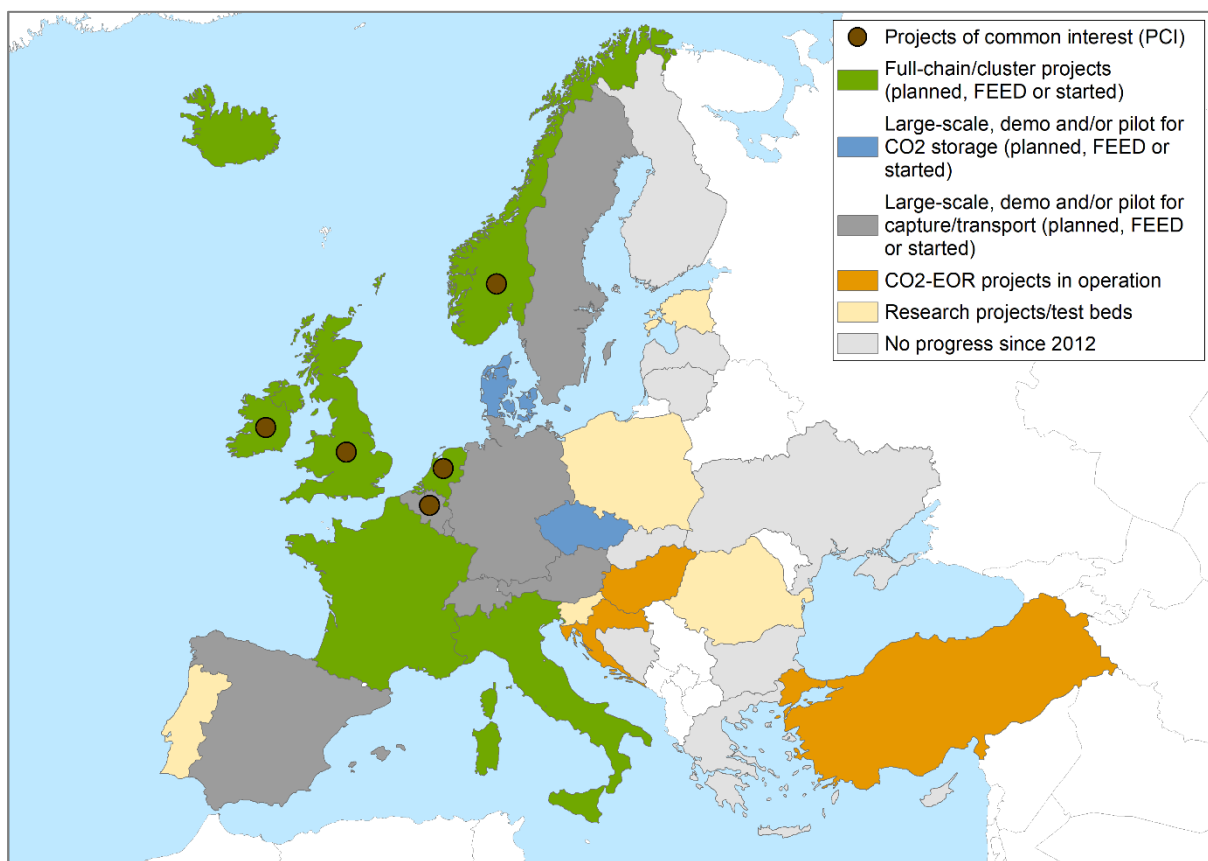 Projects of common interest (PCI)
Full-chain/cluster projects
(planned, FEED or started)
Large-scale, demo and/or pilot for
CO2 storage (planned, FEED or
started)
Large-scale, demo and/or pilot for
capture/transport (planned, FEED
or started)
CO2-EOR projects in operation
Research projects/test beds
No progress since 2012